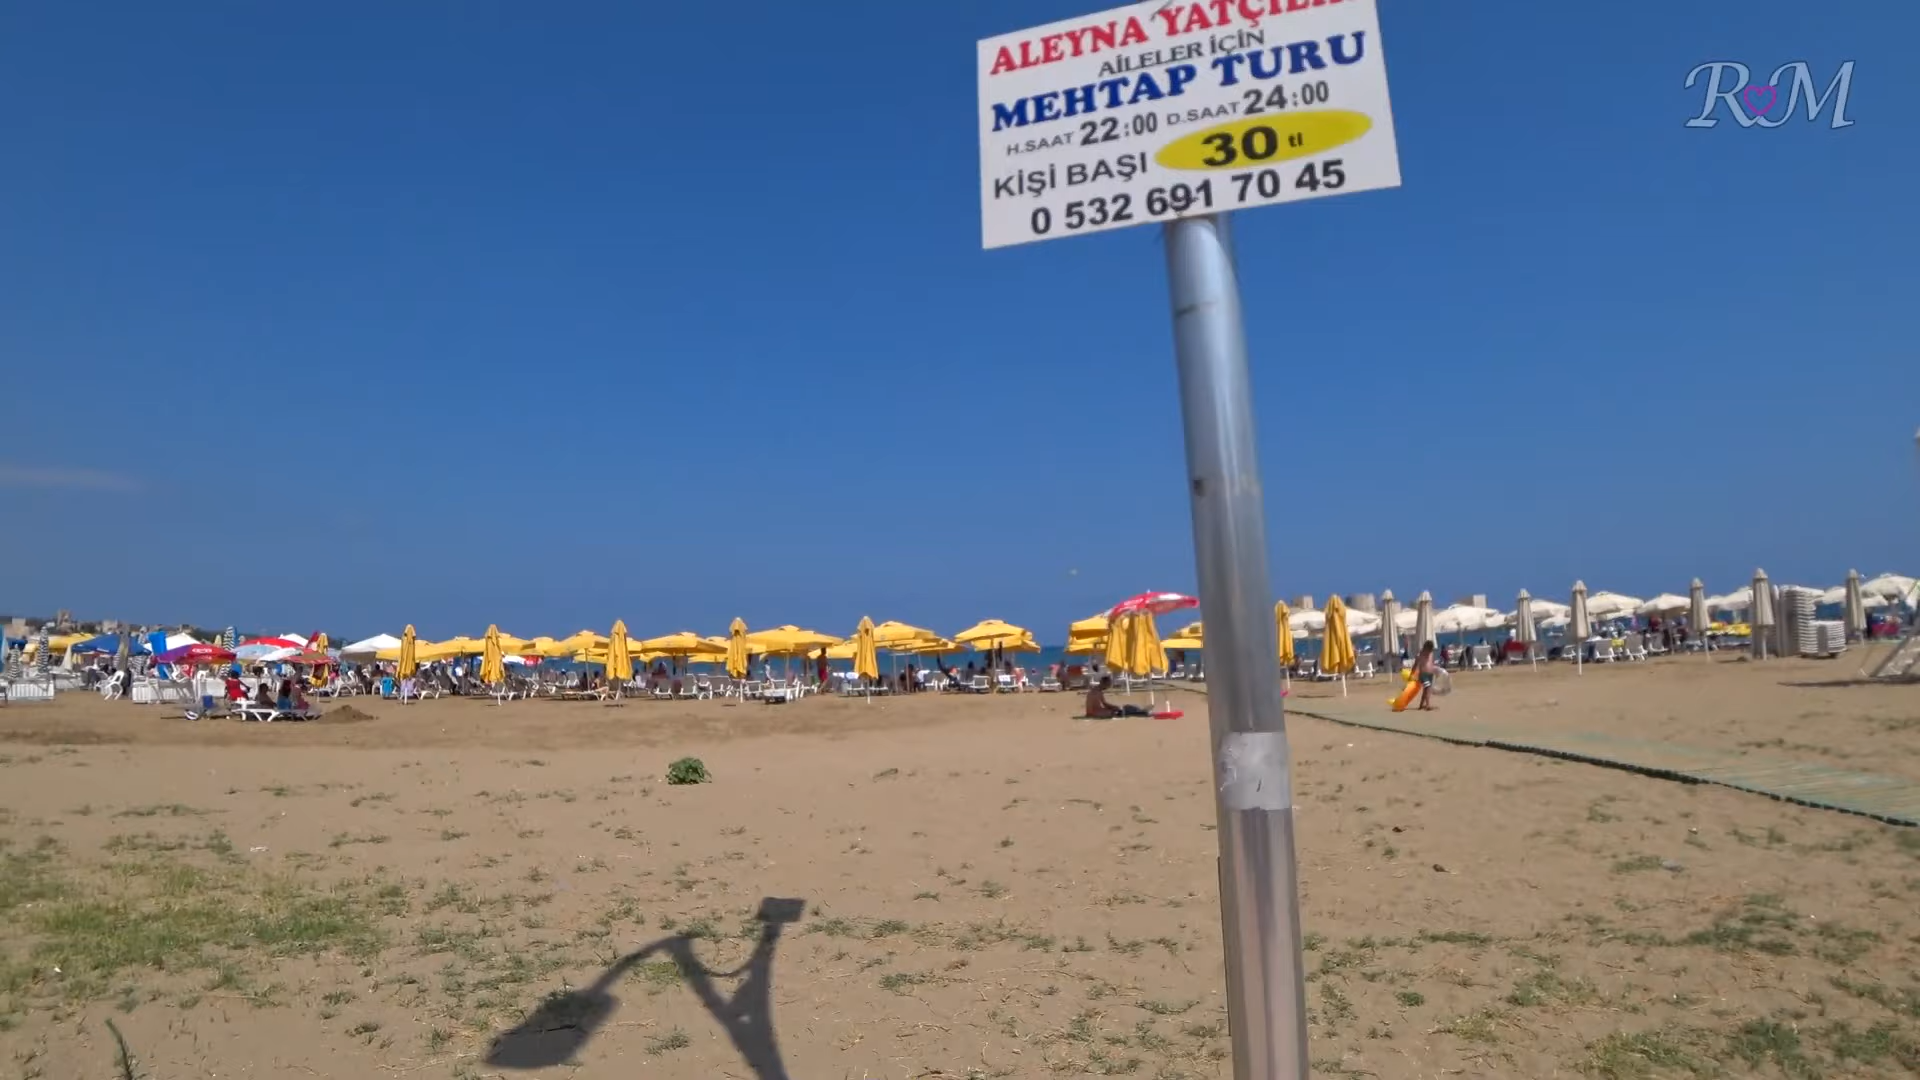 ALEYNA YATÇILIK
AİLELER İÇİN
MEHTAP TURU
H.SAAT 22:00 D.SAAT 24:00
KİŞİ BAŞI 30 tl
0 532 691 70 45
R M